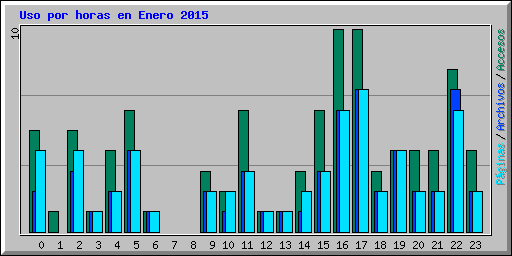 Uso por horas en Enero 2015
10
0 1 2 3 4 5 6 7 8 9 10 11 12 13 14 15 16 17 18 19 20 21 22 23
Páginas / Archivos / Accesos